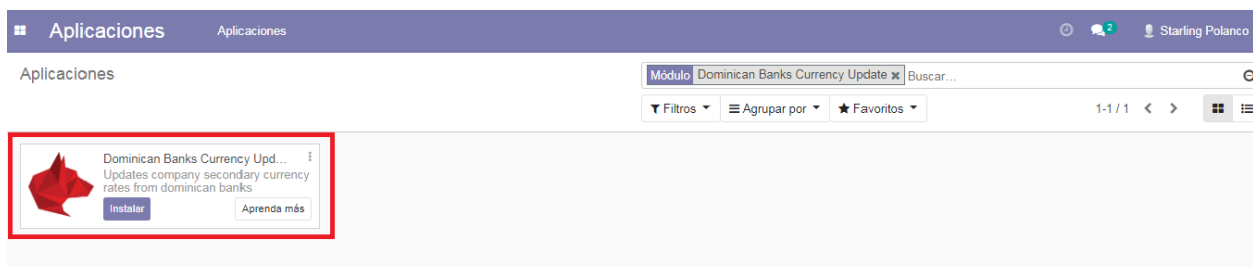 Aplicaciones Aplicaciones 2 Starling Polanco
Aplicaciones
Módulo Dominican Banks Currency Update Buscar...
Filtros Agrupar por Favoritos 1-1 / 1
Dominican Banks Currency Upd...
Updates company secondary currency
rates from dominican banks
Instalar Aprenda más